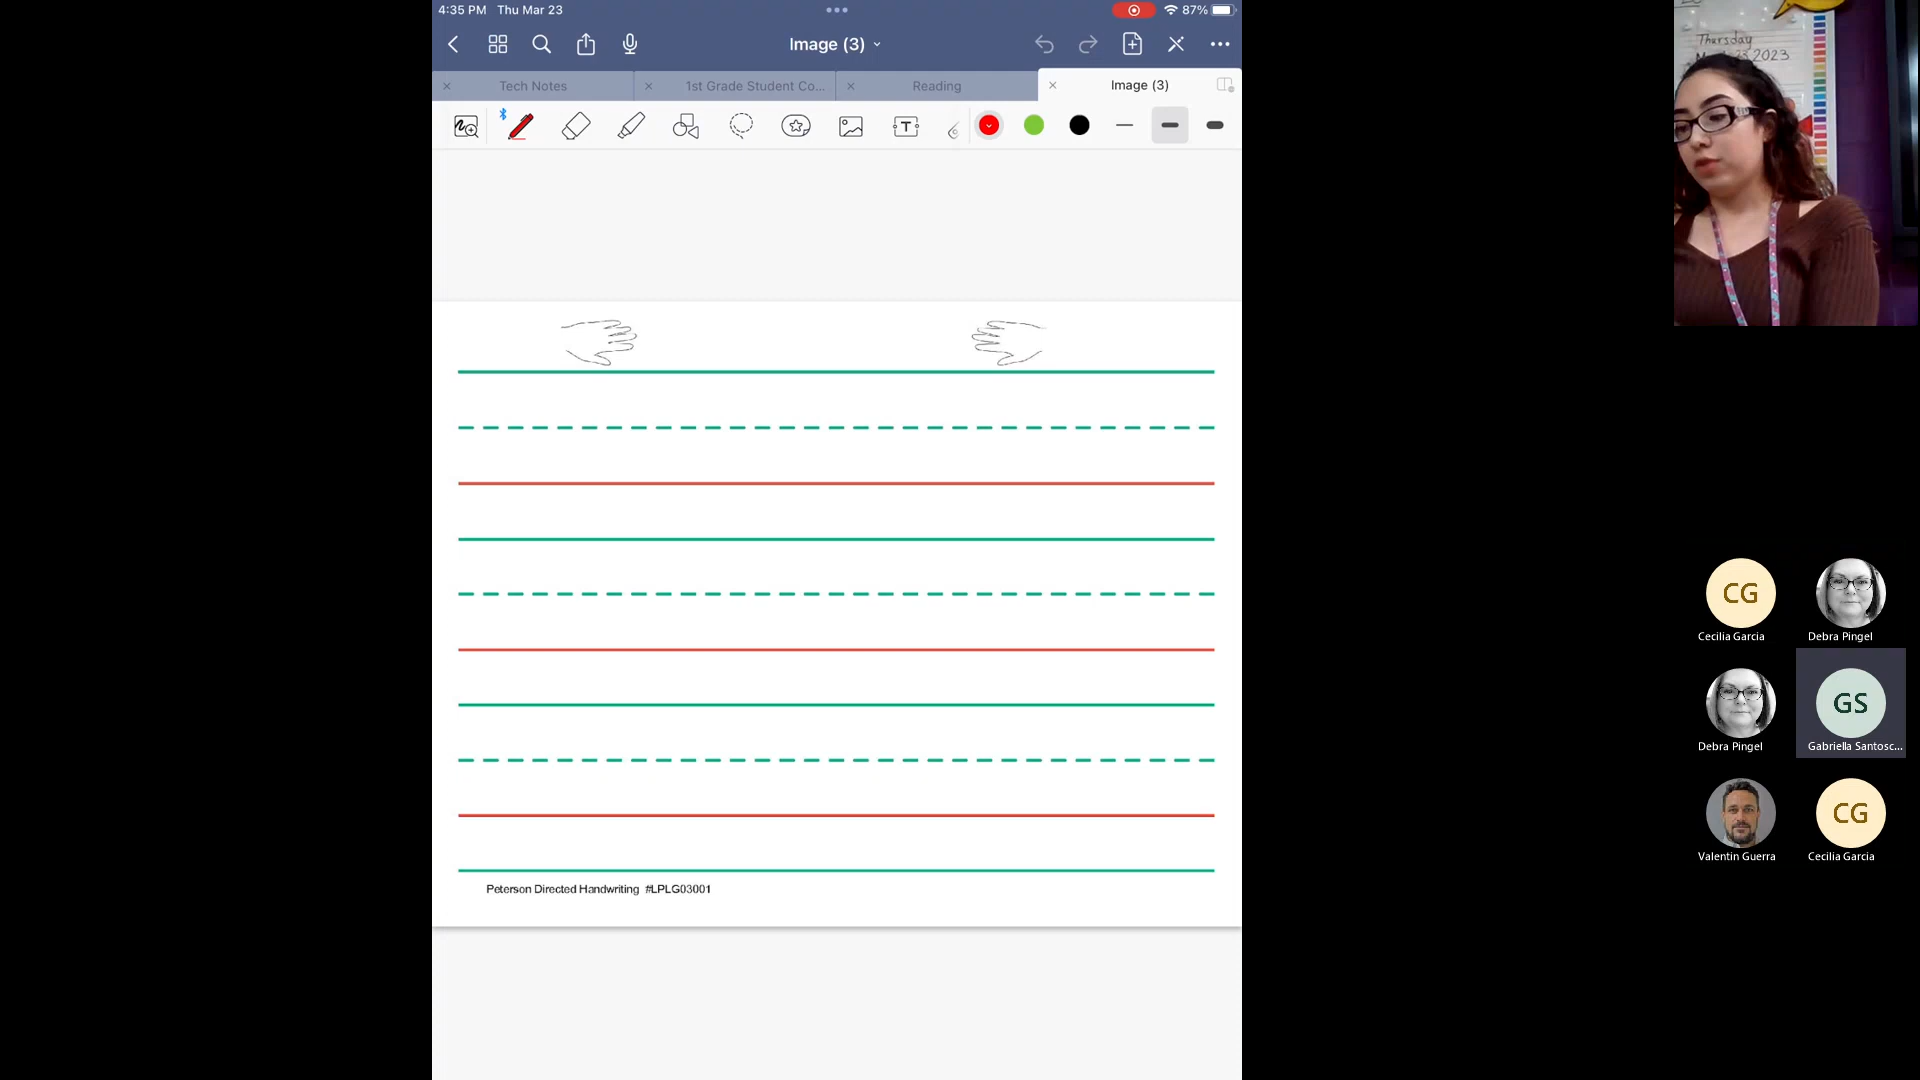 4:35 PM Thu Mar 23
87%
Image (3)
Tech Notes
1st Grade Student Co...
Reading
Image (3)
T
Thursday
Peterson Directed Handwriting #LPLG03001
CG
Cecilia Garcia
Debra Pingel
Debra Pingel
GS
Gabriella Santosc...
Valentin Guerra
CG
Cecilia Garcia